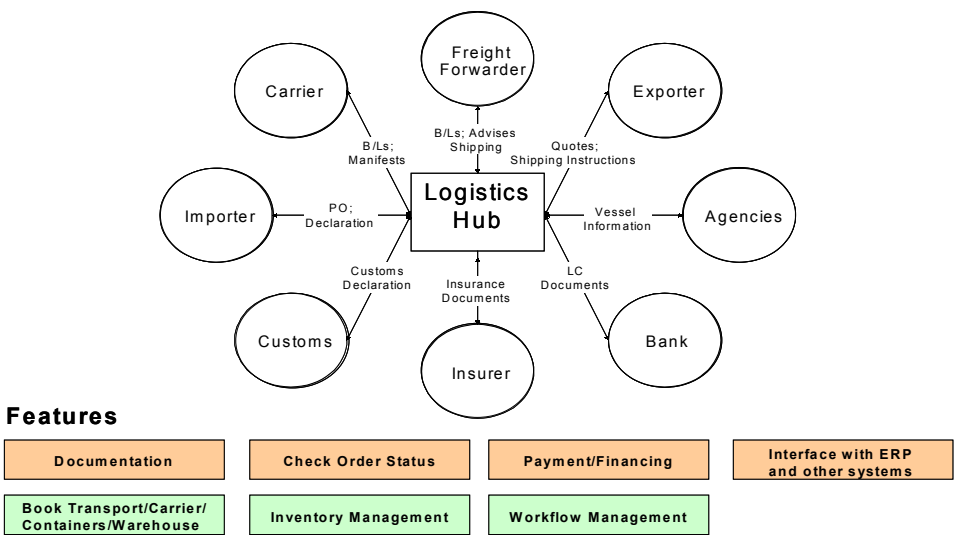 Freight
Forwarder
Carrier
Exporter
B/Ls;
Manifests
B/Ls; Advises
Shipping
Quotes;
Shipping Instructions
Logistics
Hub
Importer
PO;
Declaration
Vessel
Information
Agencies
Customs
Declaration
Insurance
Documents
LC
Documents
Customs
Insurer
Bank
Features
Documentation
Check Order Status
Payment/Financing
Interface with ERP
and other systems
Book Transport/Carrier/
Containers/Warehouse
Inventory Management
Workflow Management